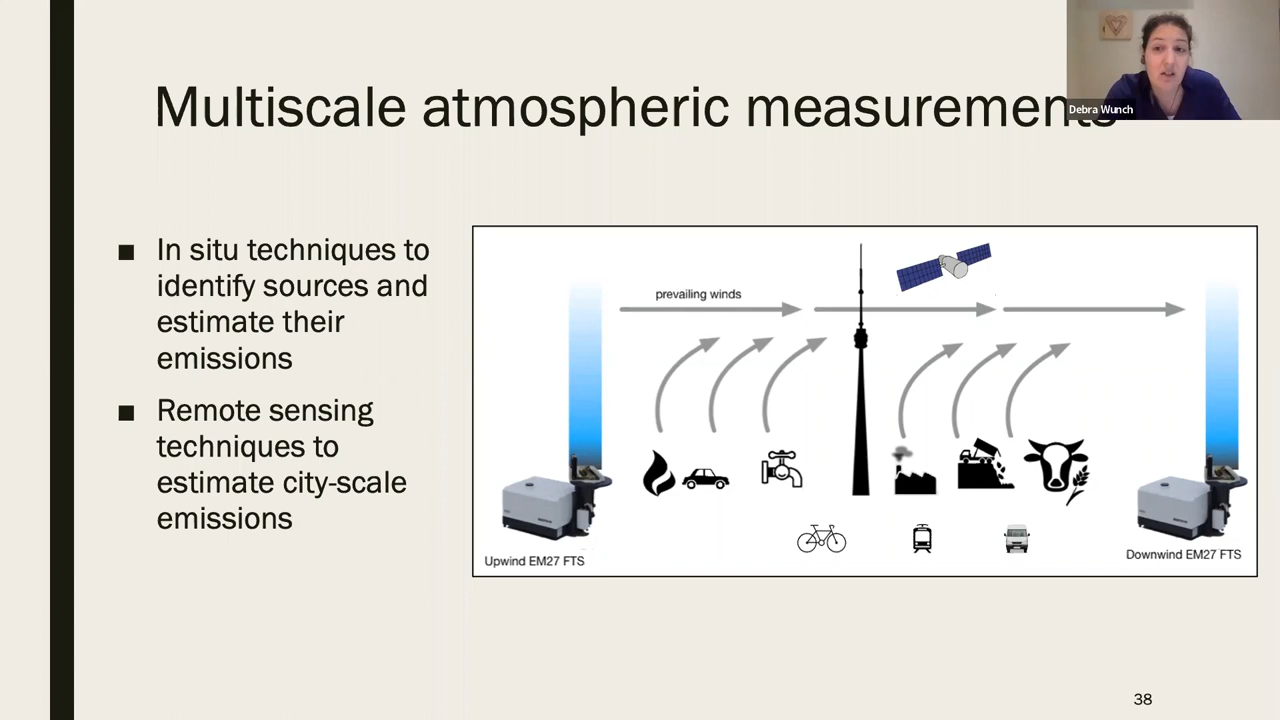 Debra Wunch
Multiscale atmospheric measurements
■ In situ techniques to
identify sources and
estimate their
emissions
■ Remote sensing
techniques to
estimate city-scale
emissions
prevailing winds
Upwind EM27 FTS
Downwind EM27 FTS
38